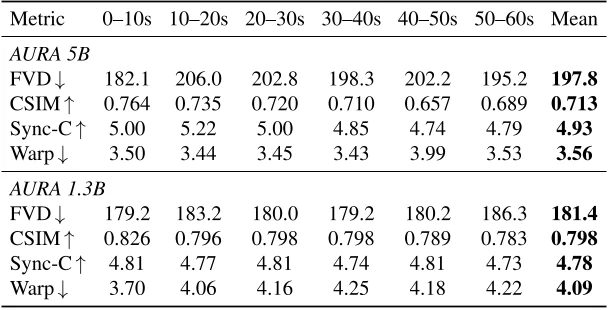 Metric 0–10s 10–20s 20–30s 30–40s 40–50s 50–60s Mean
AURA 5B
FVD↓ 182.1 206.0 202.8 198.3 202.2 195.2 197.8
CSIM↑ 0.764 0.735 0.720 0.710 0.657 0.689 0.713
Sync-C↑ 5.00 5.22 5.00 4.85 4.74 4.79 4.93
Warp↓ 3.50 3.44 3.45 3.43 3.99 3.53 3.56
AURA 1.3B
FVD↓ 179.2 183.2 180.0 179.2 180.2 186.3 181.4
CSIM↑ 0.826 0.796 0.798 0.798 0.789 0.783 0.798
Sync-C↑ 4.81 4.77 4.81 4.74 4.81 4.73 4.78
Warp↓ 3.70 4.06 4.16 4.25 4.18 4.22 4.09